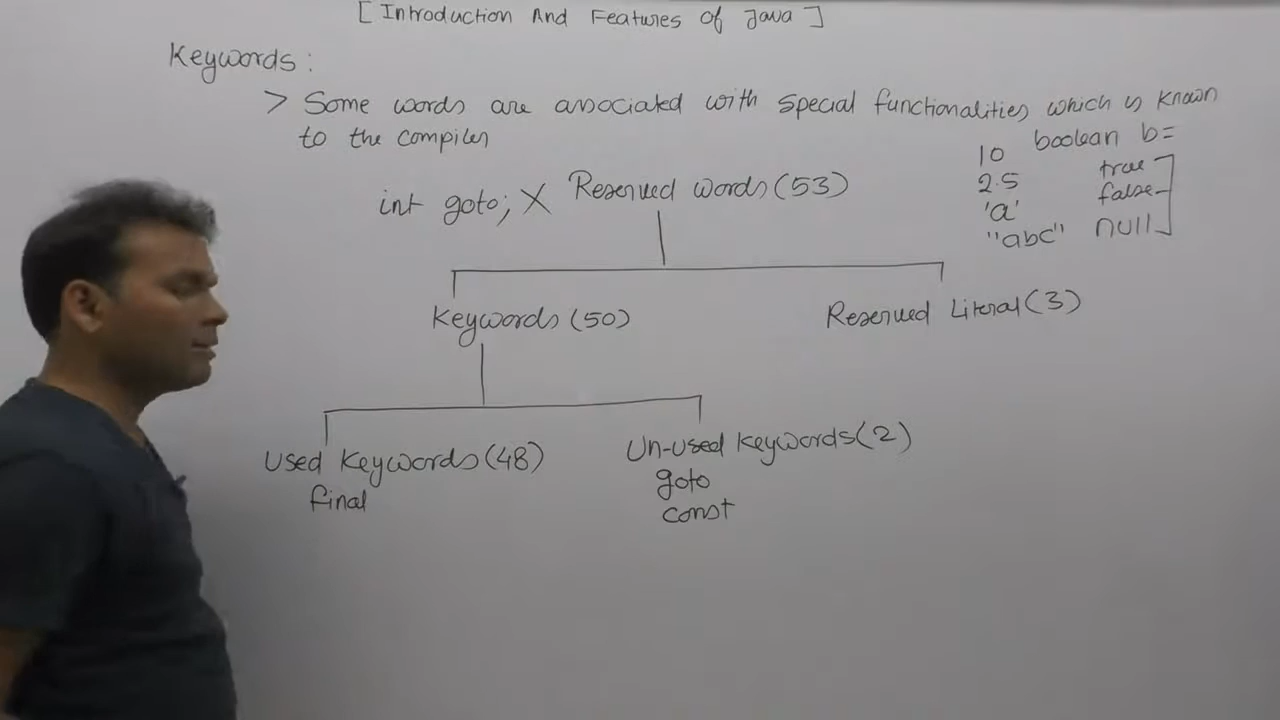 [ Introduction And Features of Java ]
Keywords :
> Some words are associated with special functionalities which is known
to the compiler
int goto; X Reserved words (53)
10 boolean b=
2.5 true
'a' false
"abc" null
Keywords (50) Reserved Literal (3)
Used Keywords (48) Un-used Keywords (2)
final goto
const